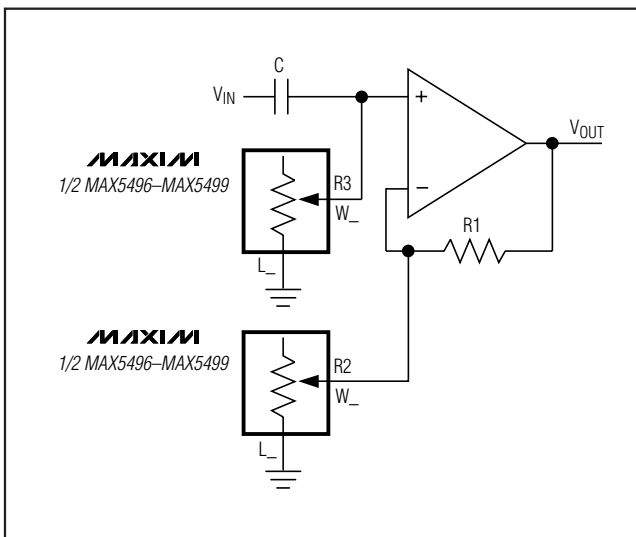 C
V_IN
+
V_OUT
MAXIM
1/2 MAX5496–MAX5499
R3
W_
L_
−
R1
MAXIM
1/2 MAX5496–MAX5499
R2
W_
L_